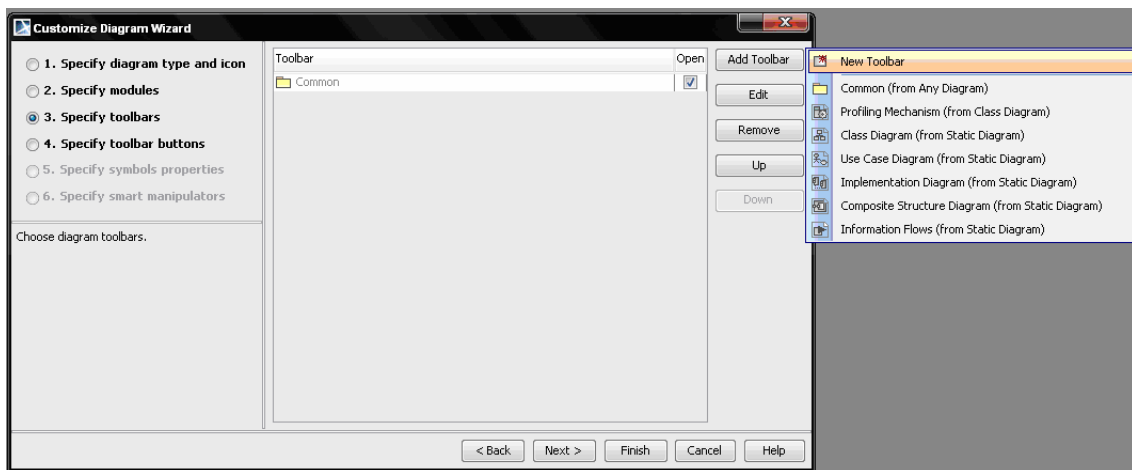 Customize Diagram Wizard
1. Specify diagram type and icon
2. Specify modules
3. Specify toolbars
4. Specify toolbar buttons
5. Specify symbols properties
6. Specify smart manipulators
Choose diagram toolbars.
Toolbar Open
Common
Add Toolbar
Edit
Remove
Up
Down
New Toolbar
Common (from Any Diagram)
Profiling Mechanism (from Class Diagram)
Class Diagram (from Static Diagram)
Use Case Diagram (from Static Diagram)
Implementation Diagram (from Static Diagram)
Composite Structure Diagram (from Static Diagram)
Information Flows (from Static Diagram)
< Back Next > Finish Cancel Help